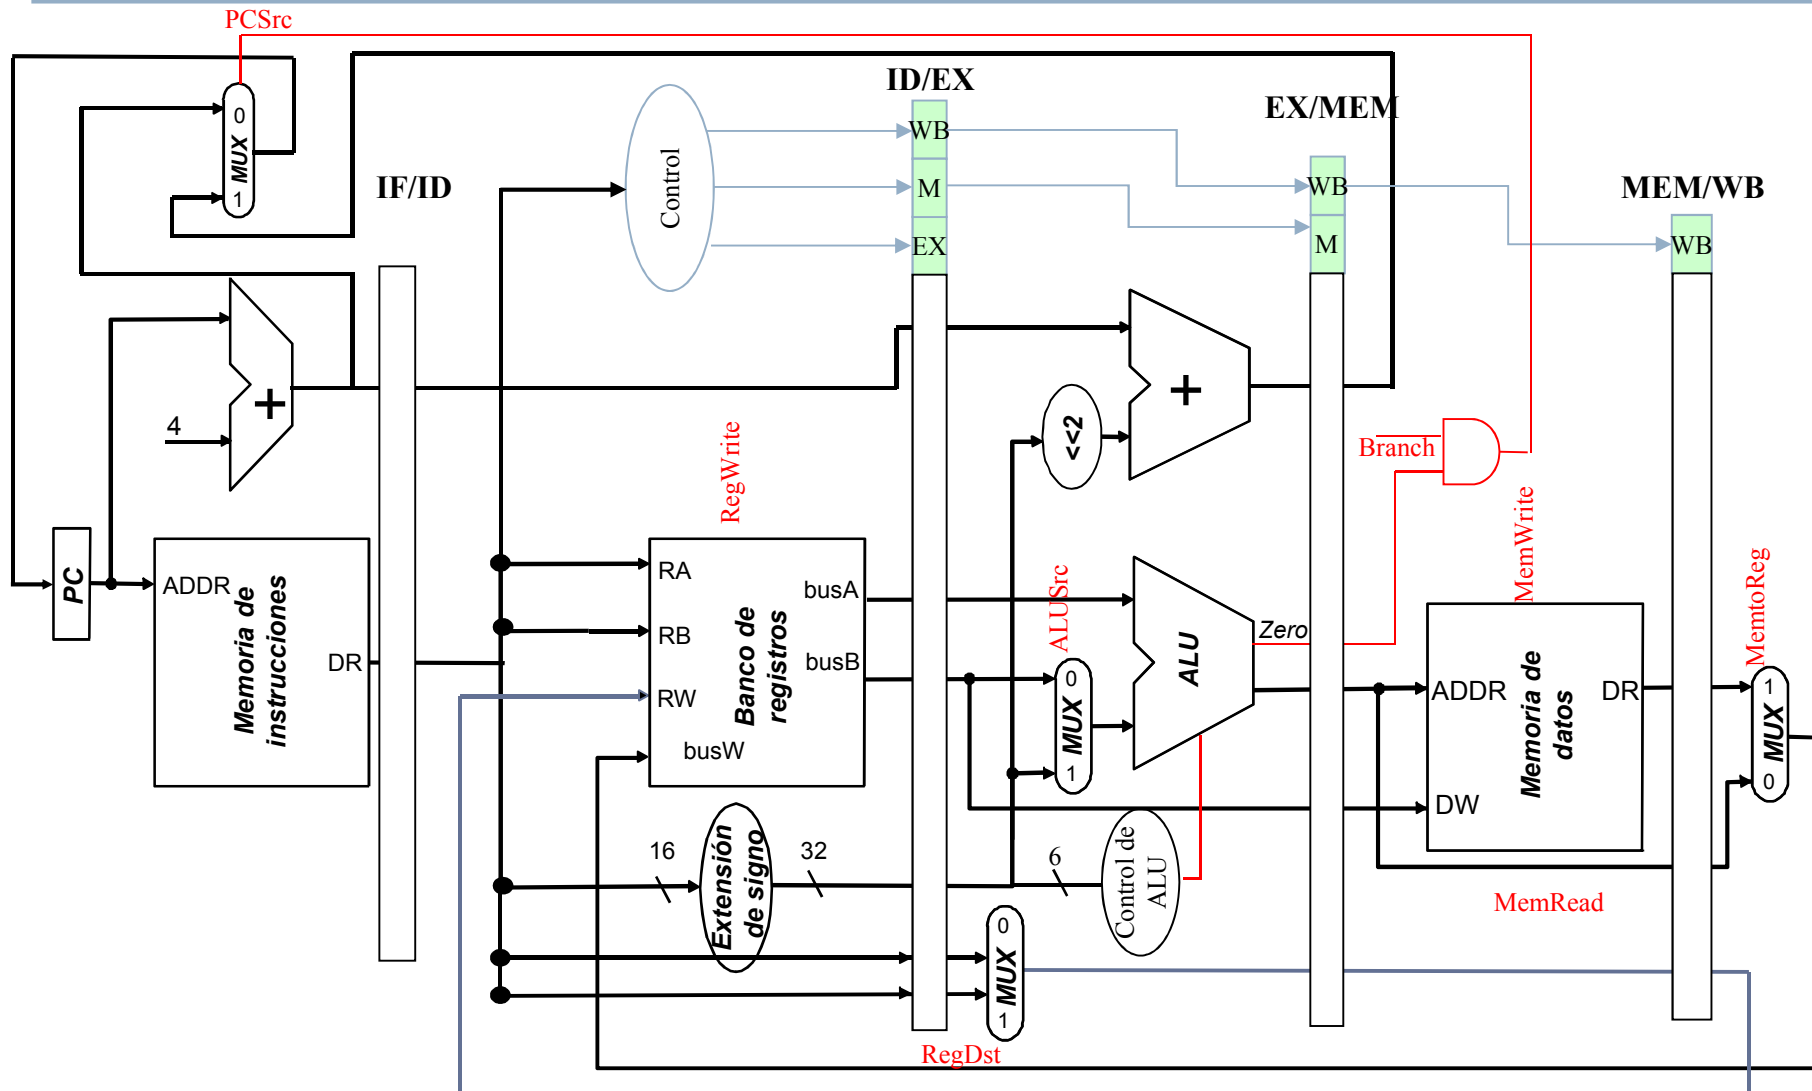 PCSrc
ID/EX
EX/MEM
0
MUX
1
Control
WB
M
EX
IF/ID
WB
M
MEM/WB
WB
+
4
+
<<2
Branch
RegWrite
PC
ADDR
Memoria de
instrucciones
DR
RA
RB
RW
busW
Banco de
registros
busA
busB
ALUSrc
0
MUX
1
ALU
Zero
MemWrite
ADDR
DW
Memoria de
datos
DR
MemtoReg
1
MUX
0
16
Extensión
de signo
32
6
Control de
ALU
MemRead
0
MUX
1
RegDst